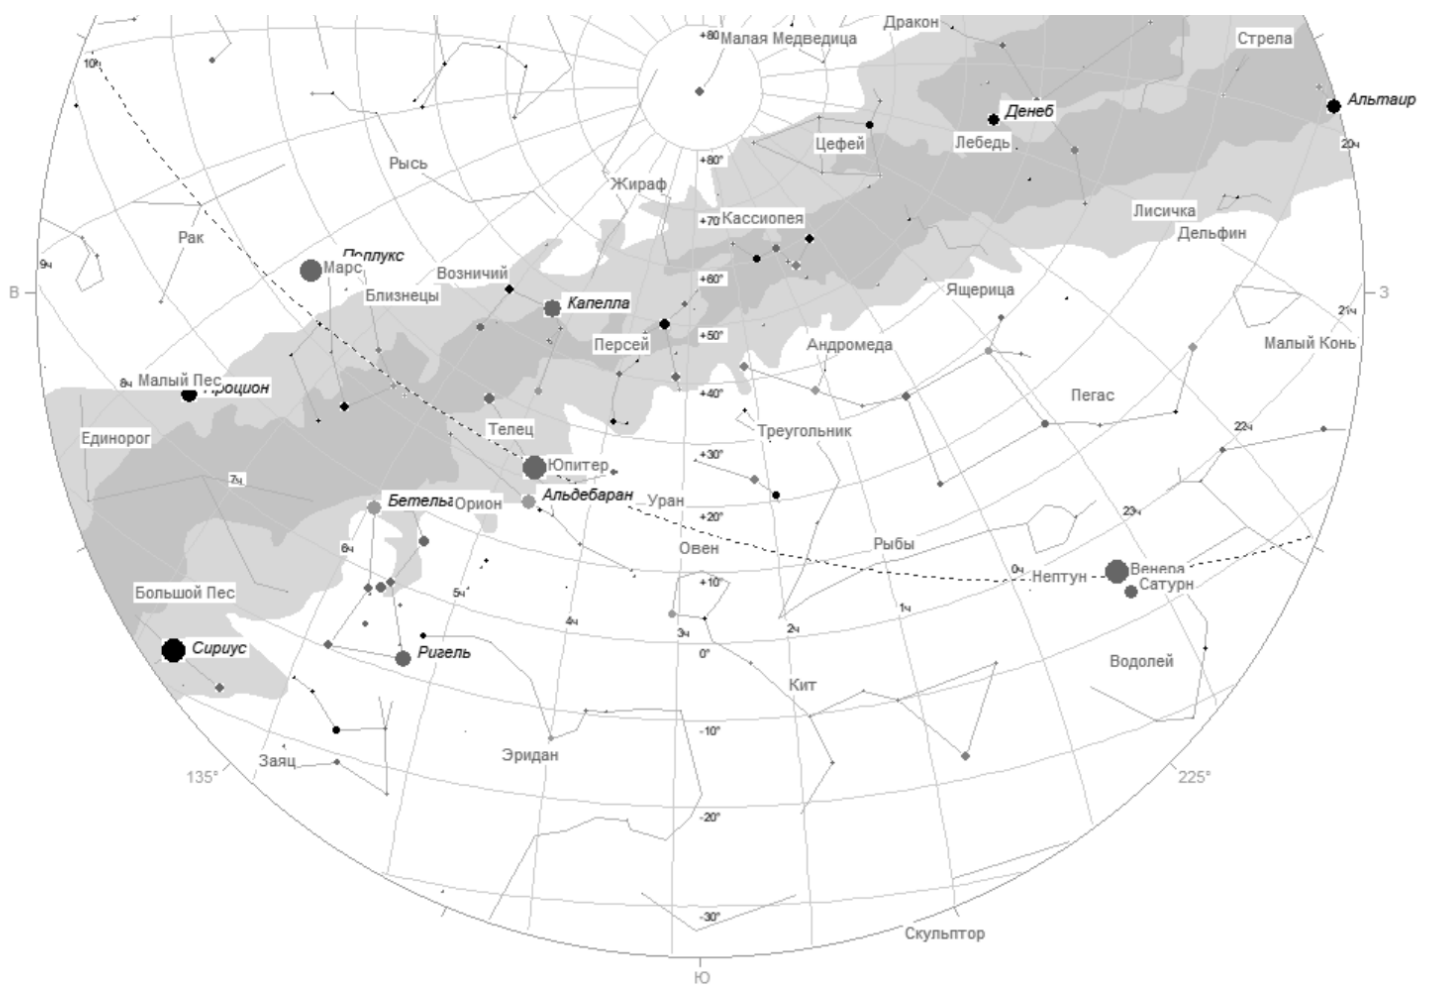 Дракон
+80
Малая Медведица
Стрела
10ч
Альтаир
Денеб
Цефей
Лебедь
20ч
Рысь
+80°
Жираф
+70
Кассиопея
Лисичка
Дельфин
Рак
Поллукс
Марс
9ч
Возничий
+60°
Близнецы
Капелла
Ящерица
В
З
21ч
+50°
Персей
Андромеда
Малый Конь
8ч
Малый Пес
Процион
+40°
Пегас
Телец
Треугольник
22ч
Единорог
+30°
Юпитер
7ч
Альдебаран
Уран
Бетельг
Орион
+20°
23ч
6ч
Овен
Рыбы
0ч
Венера
Нептун
+10°
Сатурн
Большой Пес
5ч
1ч
4ч
3ч
2ч
Сириус
Ригель
0°
Водолей
Кит
-10°
Эридан
Заяц
135°
225°
-20°
-30°
Скульптор
Ю